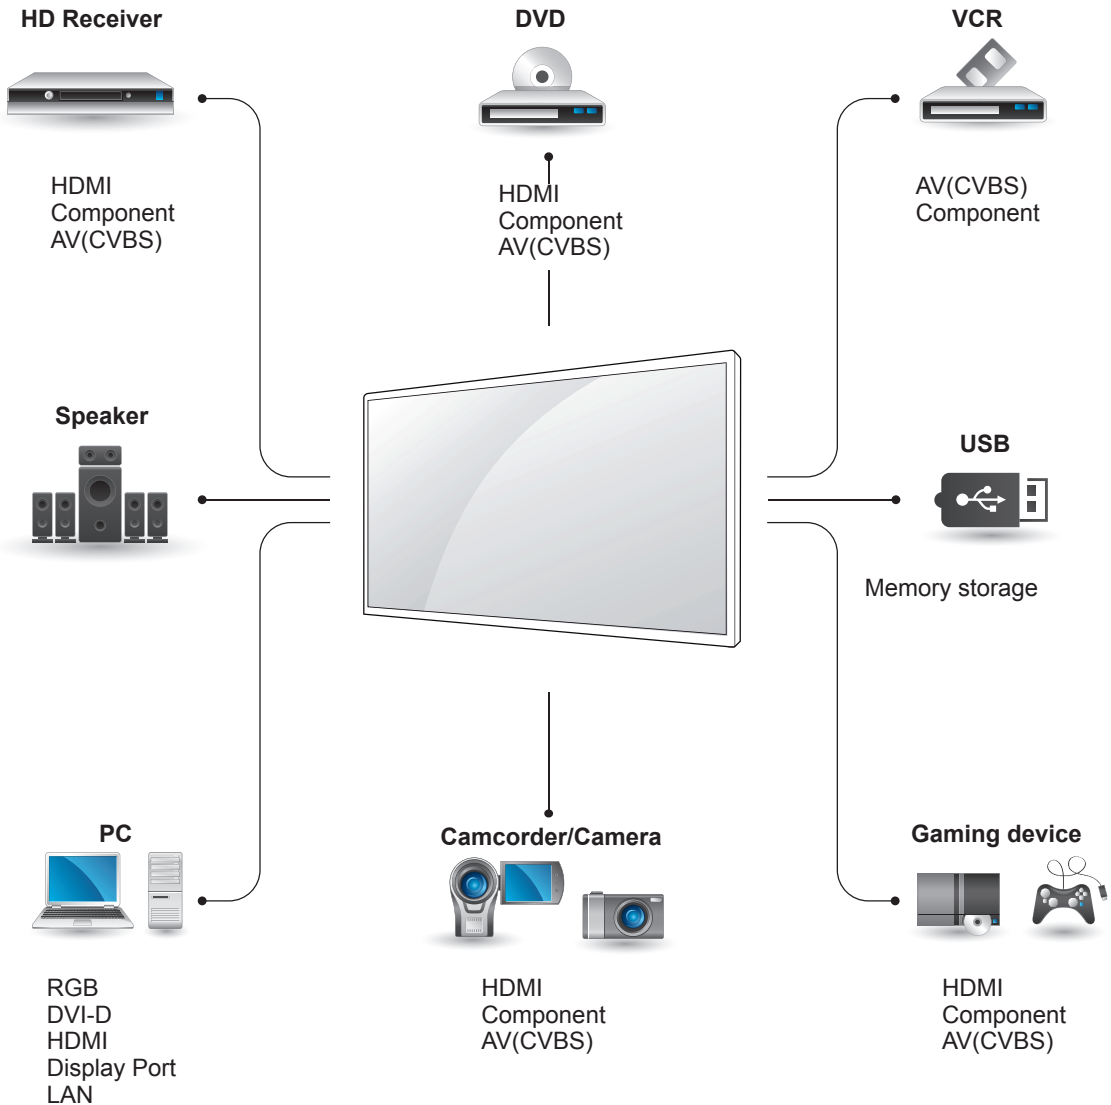 HD Receiver
HDMI
Component
AV(CVBS)
DVD
HDMI
Component
AV(CVBS)
VCR
AV(CVBS)
Component
Speaker
USB
Memory storage
PC
RGB
DVI-D
HDMI
Display Port
LAN
Camcorder/Camera
HDMI
Component
AV(CVBS)
Gaming device
HDMI
Component
AV(CVBS)